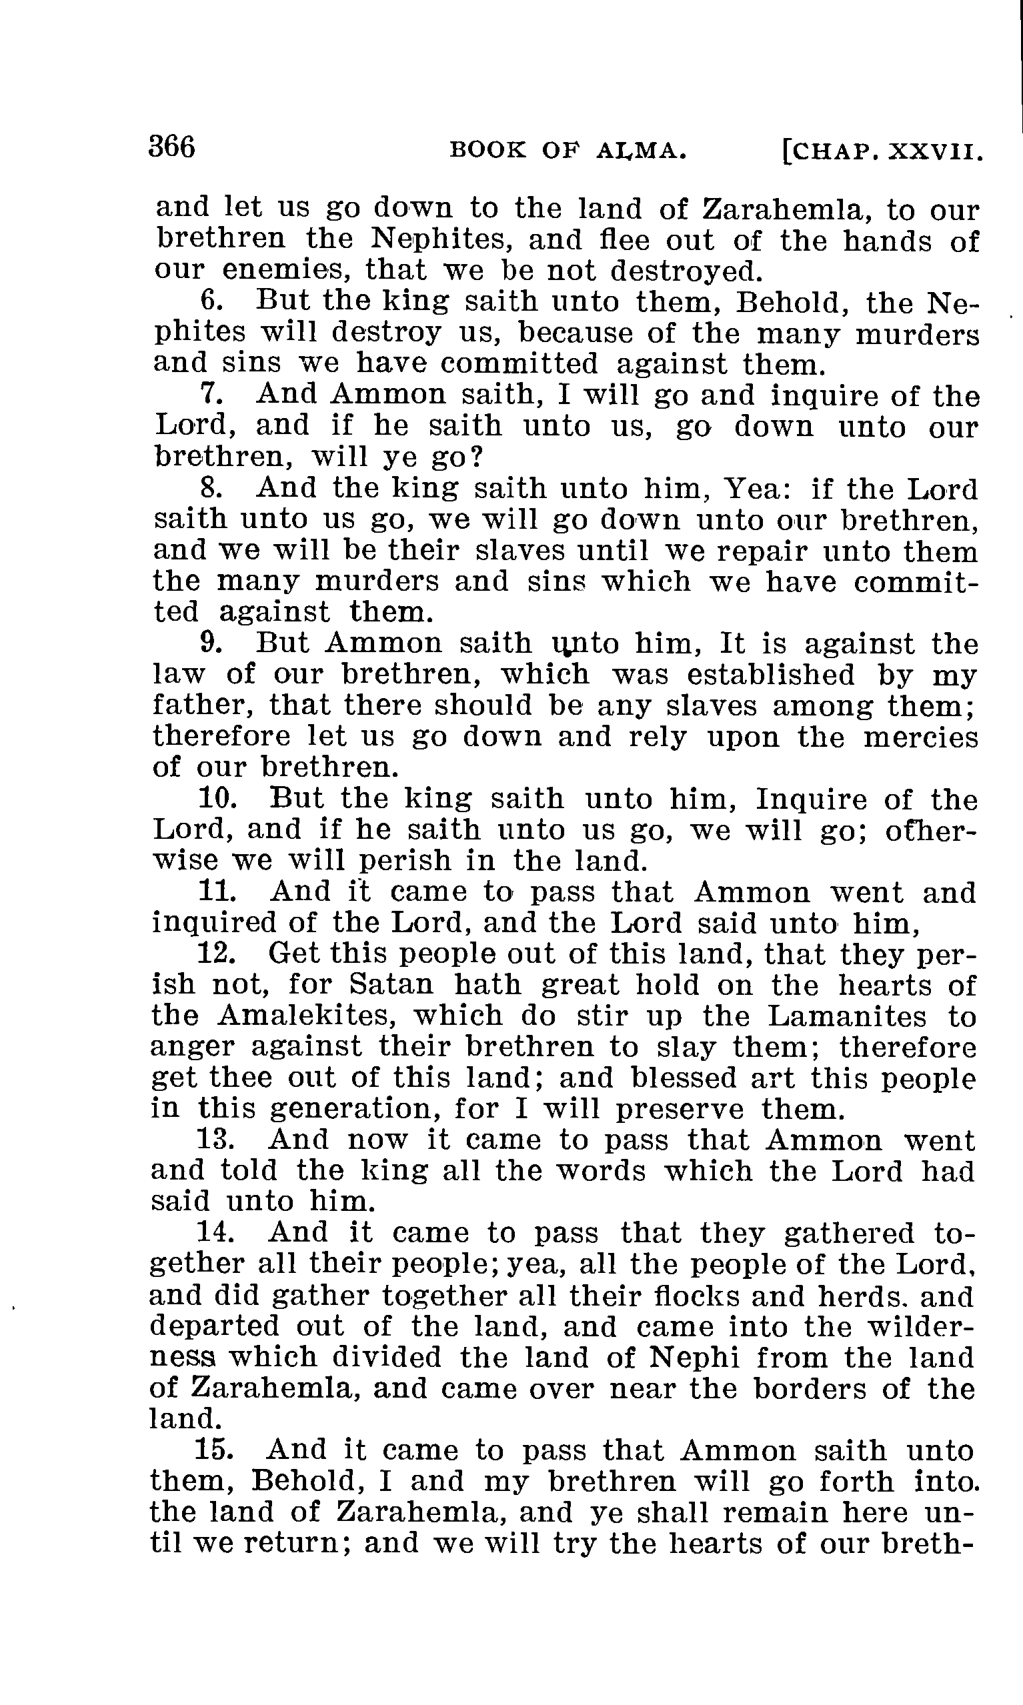 366 BOOK OF ALMA. [CHAP. XXVII.
and let us go down to the land of Zarahemla, to our
brethren the Nephites, and flee out of the hands of
our enemies, that we be not destroyed.
6. But the king saith unto them, Behold, the Ne-
phites will destroy us, because of the many murders
and sins we have committed against them.
7. And Ammon saith, I will go and inquire of the
Lord, and if he saith unto us, go down unto our
brethren, will ye go?
8. And the king saith unto him, Yea: if the Lord
saith unto us go, we will go down unto our brethren,
and we will be their slaves until we repair unto them
the many murders and sins which we have commit-
ted against them.
9. But Ammon saith unto him, It is against the
law of our brethren, which was established by my
father, that there should be any slaves among them;
therefore let us go down and rely upon the mercies
of our brethren.
10. But the king saith unto him, Inquire of the
Lord, and if he saith unto us go, we will go; other-
wise we will perish in the land.
11. And it came to pass that Ammon went and
inquired of the Lord, and the Lord said unto him,
12. Get this people out of this land, that they per-
ish not, for Satan hath great hold on the hearts of
the Amalekites, which do stir up the Lamanites to
anger against their brethren to slay them; therefore
get thee out of this land; and blessed art this people
in this generation, for I will preserve them.
13. And now it came to pass that Ammon went
and told the king all the words which the Lord had
said unto him.
14. And it came to pass that they gathered to-
gether all their people; yea, all the people of the Lord,
and did gather together all their flocks and herds. and
departed out of the land, and came into the wilder-
ness which divided the land of Nephi from the land
of Zarahemla, and came over near the borders of the
land.
15. And it came to pass that Ammon saith unto
them, Behold, I and my brethren will go forth into.
the land of Zarahemla, and ye shall remain here un-
til we return; and we will try the hearts of our breth-